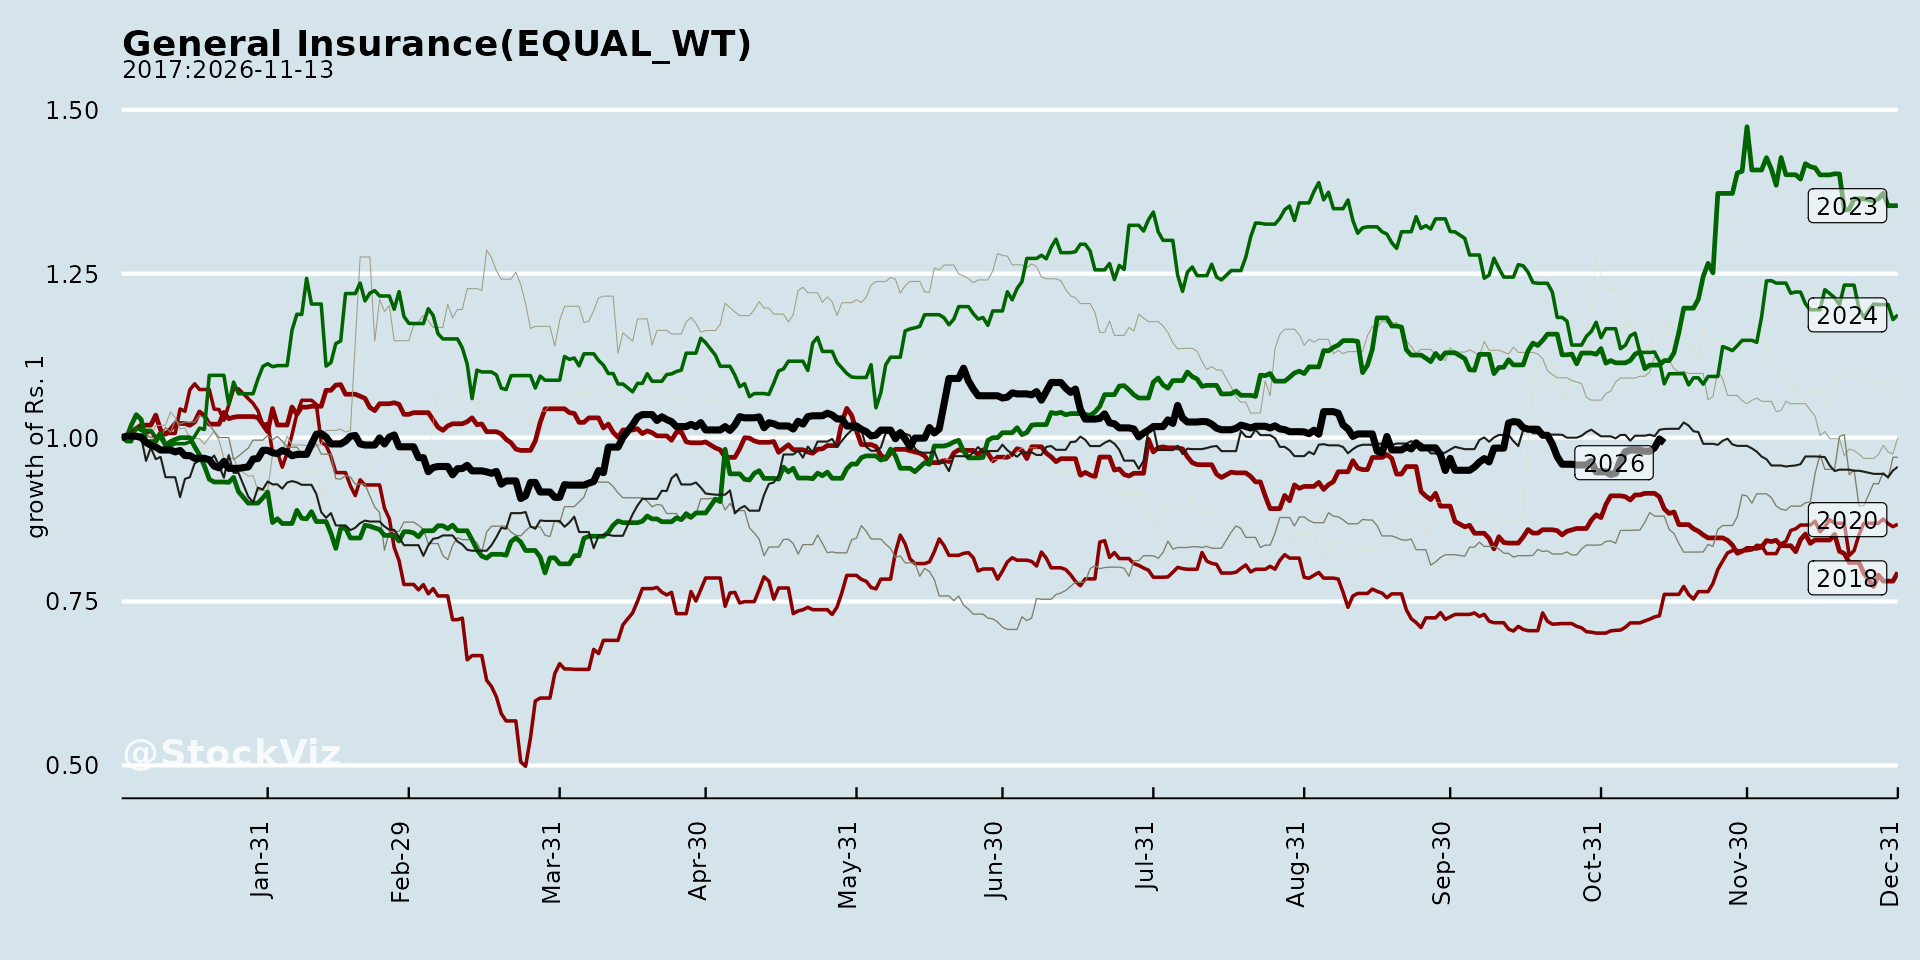 General Insurance(EQUAL_WT)
2017:2026-11-13
growth of Rs. 1
1.50
1.25
1.00
0.75
0.50
2023
2024
2026
2020
2018
@StockViz
Jan-31
Feb-29
Mar-31
Apr-30
May-31
Jun-30
Jul-31
Aug-31
Sep-30
Oct-31
Nov-30
Dec-31